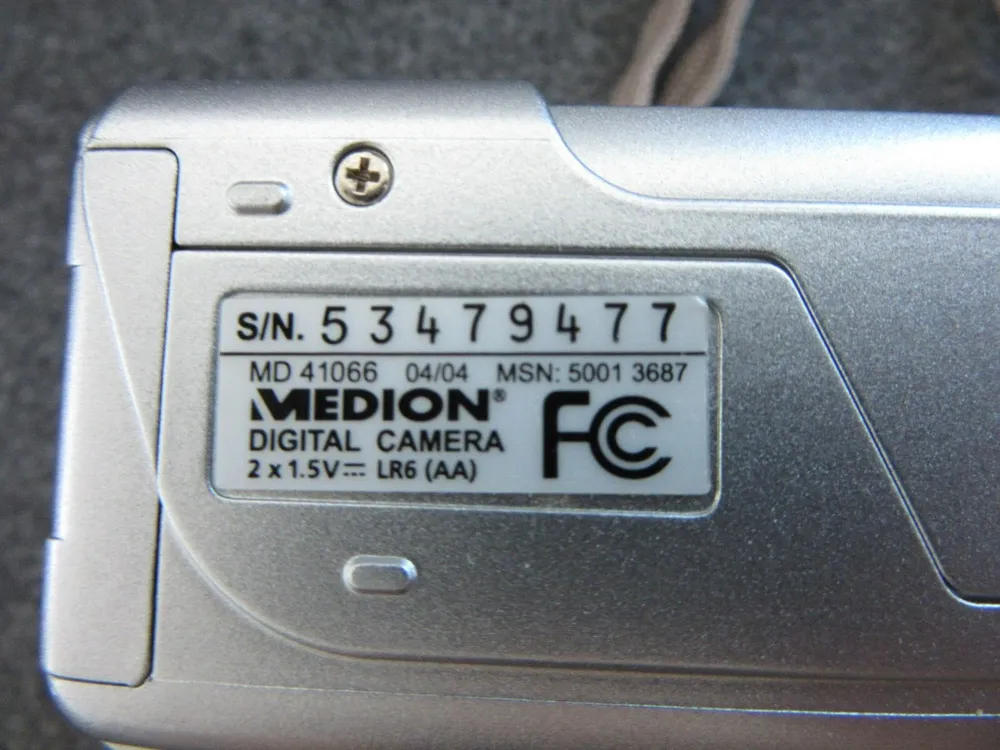 S/N. 53479477
MD 41066 04/04 MSN: 5001 3687
MEDION®
DIGITAL CAMERA
2 x 1.5V⎓ LR6 (AA)
FC